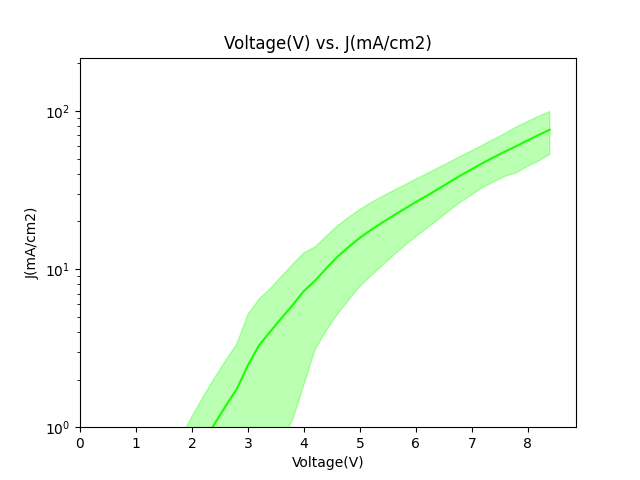 Voltage(V) vs. J(mA/cm2)
J(mA/cm2)
10²
10¹
10⁰
0 1 2 3 4 5 6 7 8
Voltage(V)